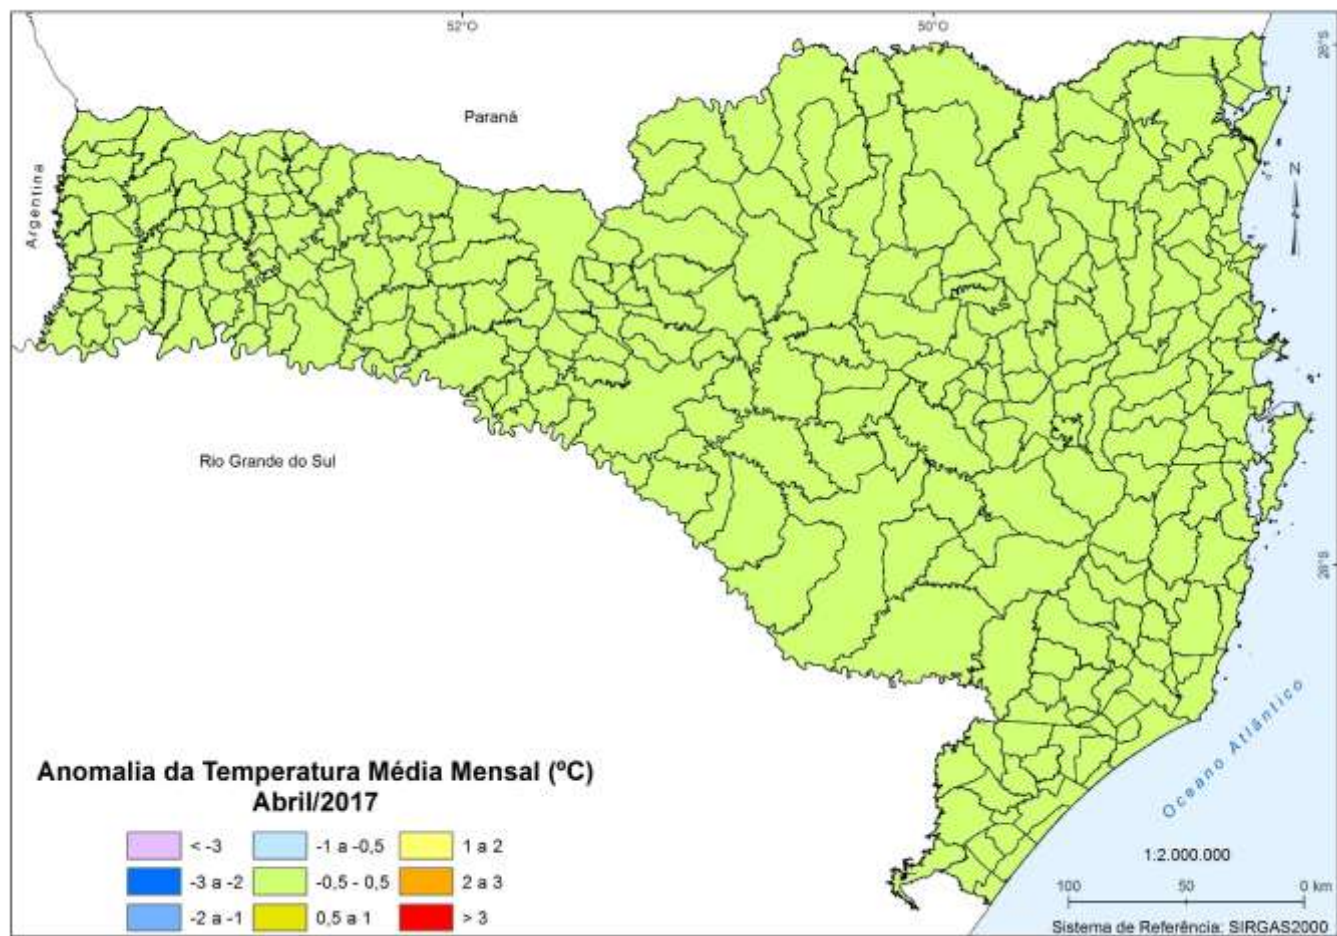 52°O
50°O
26°S
Paraná
Argentina
N
Rio Grande do Sul
28°S
Oceano Atlântico
Anomalia da Temperatura Média Mensal (ºC)
Abril/2017
< -3
-1 a -0,5
1 a 2
-3 a -2
-0,5 - 0,5
2 a 3
-2 a -1
0,5 a 1
> 3
1:2.000.000
100
50
0 km
Sistema de Referência: SIRGAS2000